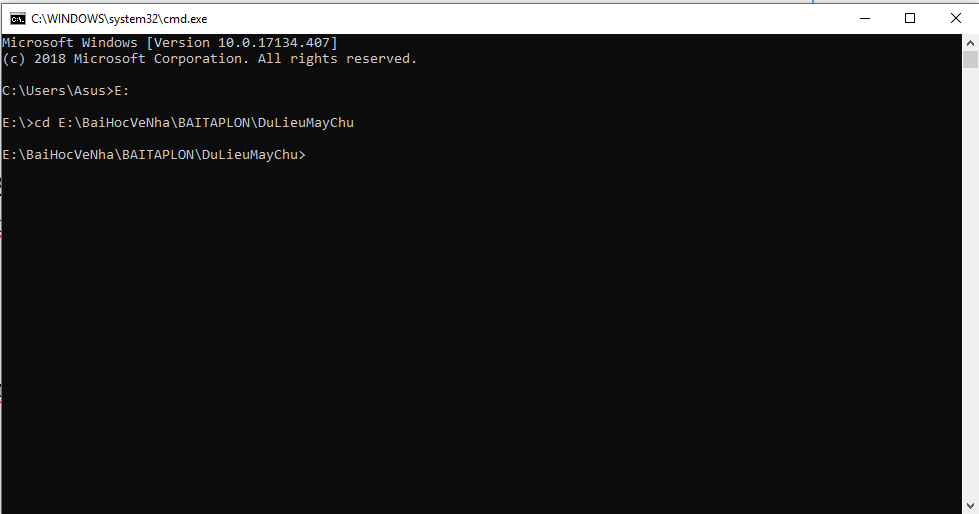 C:\WINDOWS\system32\cmd.exe
Microsoft Windows [Version 10.0.17134.407]
(c) 2018 Microsoft Corporation. All rights reserved.
C:\Users\Asus>E:
E:\>cd E:\BaiHocVeNha\BAITAPLON\DuLieuMayChu
E:\BaiHocVeNha\BAITAPLON\DuLieuMayChu>